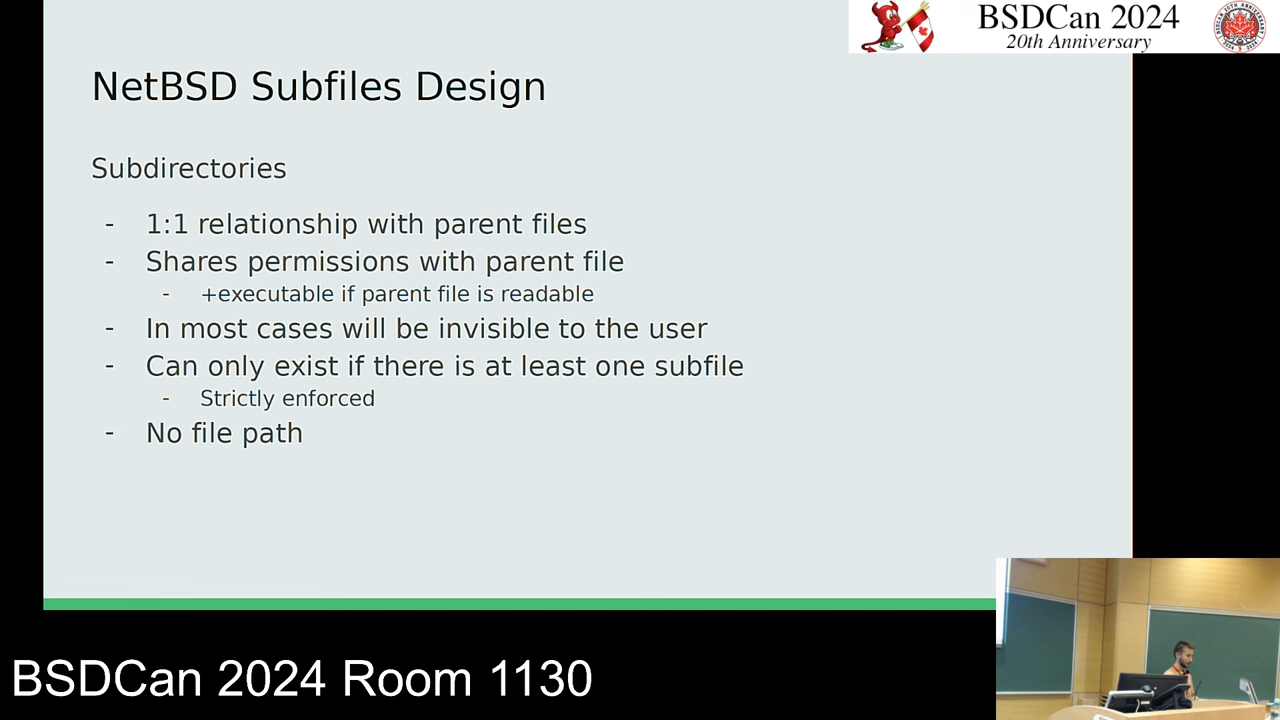 BSDCan 2024
20th Anniversary
NetBSD Subfiles Design
Subdirectories
- 1:1 relationship with parent files
- Shares permissions with parent file
- +executable if parent file is readable
- In most cases will be invisible to the user
- Can only exist if there is at least one subfile
- Strictly enforced
- No file path
BSDCan 2024 Room 1130